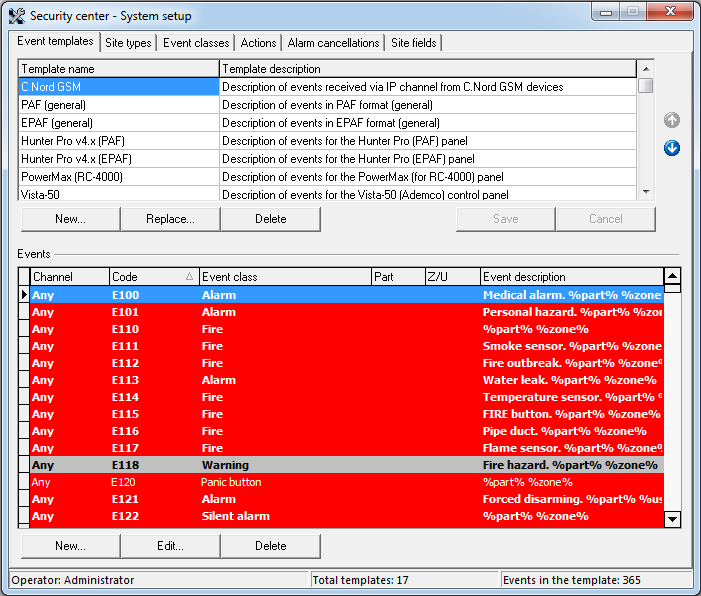 Security center - System setup
Event templates Site types Event classes Actions Alarm cancellations Site fields
Template name Template description
C.Nord GSM Description of events received via IP channel from C.Nord GSM devices
PAF (general) Description of events in PAF format (general)
EPAF (general) Description of events in EPAF format (general)
Hunter Pro v4.x (PAF) Description of events for the Hunter Pro (PAF) panel
Hunter Pro v4.x (EPAF) Description of events for the Hunter Pro (EPAF) panel
PowerMax (RC-4000) Description of events for the PowerMax (for RC-4000) panel
Vista-50 Description of events for the Vista-50 (Ademco) control panel
New... Replace... Delete Save Cancel
Events
Channel Code Event class Part Z/U Event description
Any E100 Alarm Medical alarm. %part% %zone
Any E101 Alarm Personal hazard. %part% %zor
Any E110 Fire %part% %zone%
Any E111 Fire Smoke sensor. %part% %zone
Any E112 Fire Fire outbreak. %part% %zone
Any E113 Alarm Water leak. %part% %zone%
Any E114 Fire Temperature sensor. %part% %
Any E115 Fire FIRE button. %part% %zone%
Any E116 Fire Pipe duct. %part% %zone%
Any E117 Fire Flame sensor. %part% %zone%
Any E118 Warning Fire hazard. %part% %zone%
Any E120 Panic button %part% %zone%
Any E121 Alarm Forced disarming. %part% %us
Any E122 Silent alarm %part% %zone%
New... Edit... Delete
Operator: Administrator Total templates: 17 Events in the template: 365